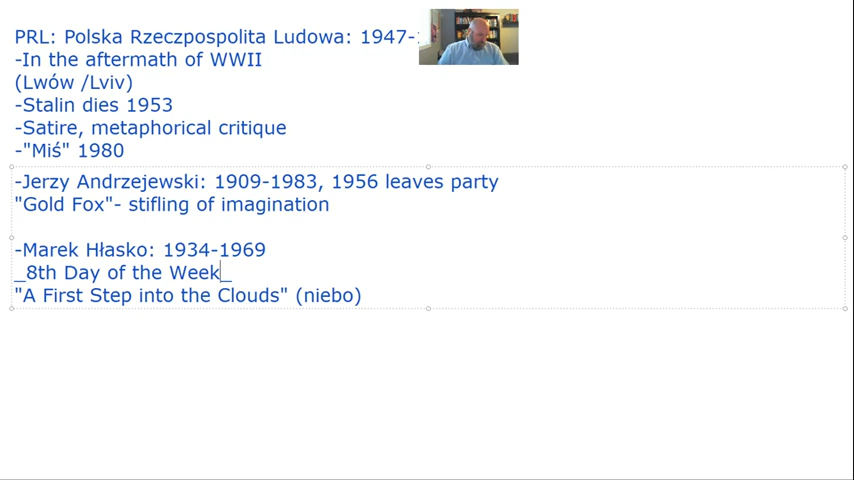 PRL: Polska Rzeczpospolita Ludowa: 1947-
-In the aftermath of WWII
(Lwów /Lviv)
-Stalin dies 1953
-Satire, metaphorical critique
-"Miś" 1980
-Jerzy Andrzejewski: 1909-1983, 1956 leaves party
"Gold Fox"- stifling of imagination
-Marek Hłasko: 1934-1969
_8th Day of the Week_
"A First Step into the Clouds" (niebo)